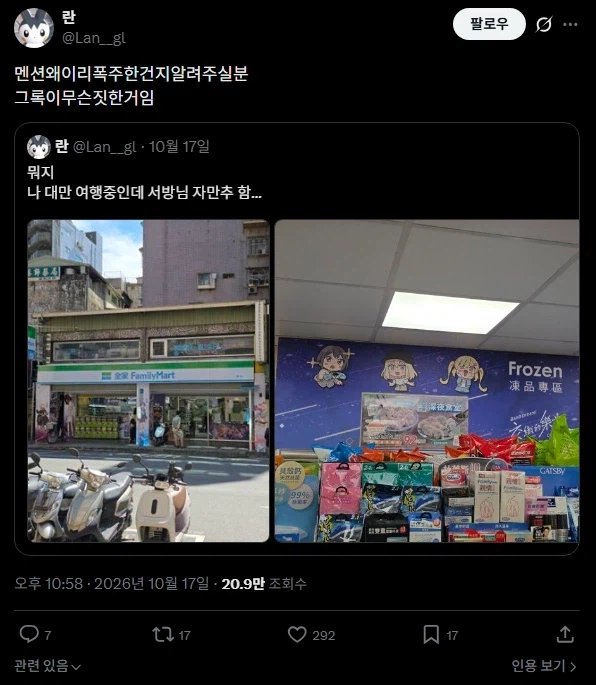 란
@Lan__gl
팔로우
멘션왜이리폭주한건지알려주실분
그록이무슨짓한거임
란 @Lan__gl · 10월 17일
뭐지
나 대만 여행중인데 서방님 자만추 함...
全家 FamilyMart
Frozen
凍品專區
深夜食堂
99%
GATSBY
오후 10:58 · 2026년 10월 17일 · 20.9만 조회수
7
17
292
17
관련 있음
인용 보기